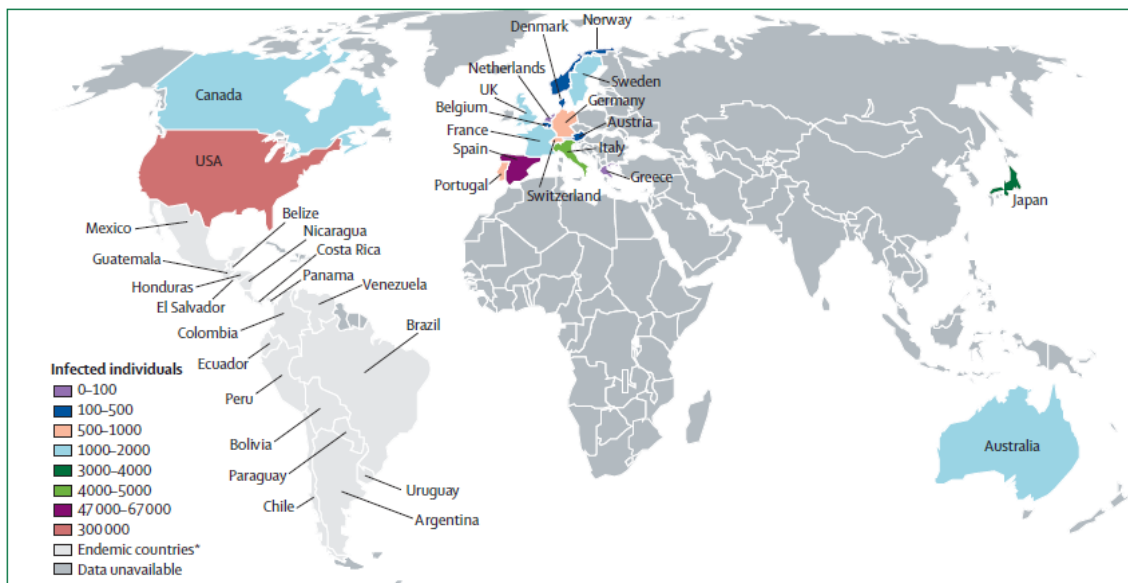 Norway
Denmark
Netherlands
Sweden
UK
Germany
Canada
Belgium
Austria
France
USA
Spain
Italy
Portugal
Greece
Switzerland
Japan
Belize
Mexico
Nicaragua
Costa Rica
Guatemala
Panama
Honduras
Venezuela
El Salvador
Colombia
Brazil
Ecuador
Infected individuals
0–100
Peru
100–500
500–1000
Bolivia
1000–2000
Australia
Paraguay
3000–4000
Uruguay
4000–5000
Chile
47 000–67 000
Argentina
300 000
Endemic countries*
Data unavailable